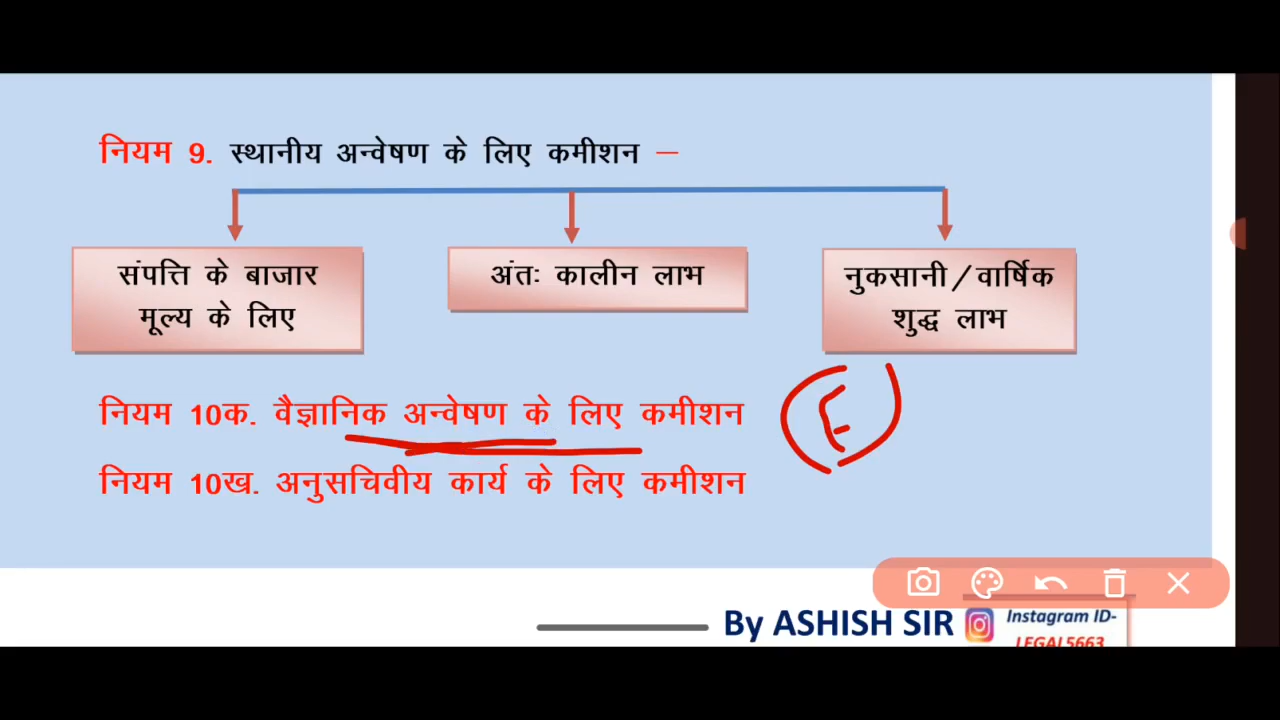 नियम 9. स्थानीय अन्वेषण के लिए कमीशन –
संपत्ति के बाजार
मूल्य के लिए
अंतः कालीन लाभ
नुकसानी/वार्षिक
शुद्ध लाभ
नियम 10क. वैज्ञानिक अन्वेषण के लिए कमीशन
E
नियम 10ख. अनुसचिवीय कार्य के लिए कमीशन
By ASHISH SIR
Instagram ID-
LEGAL5663